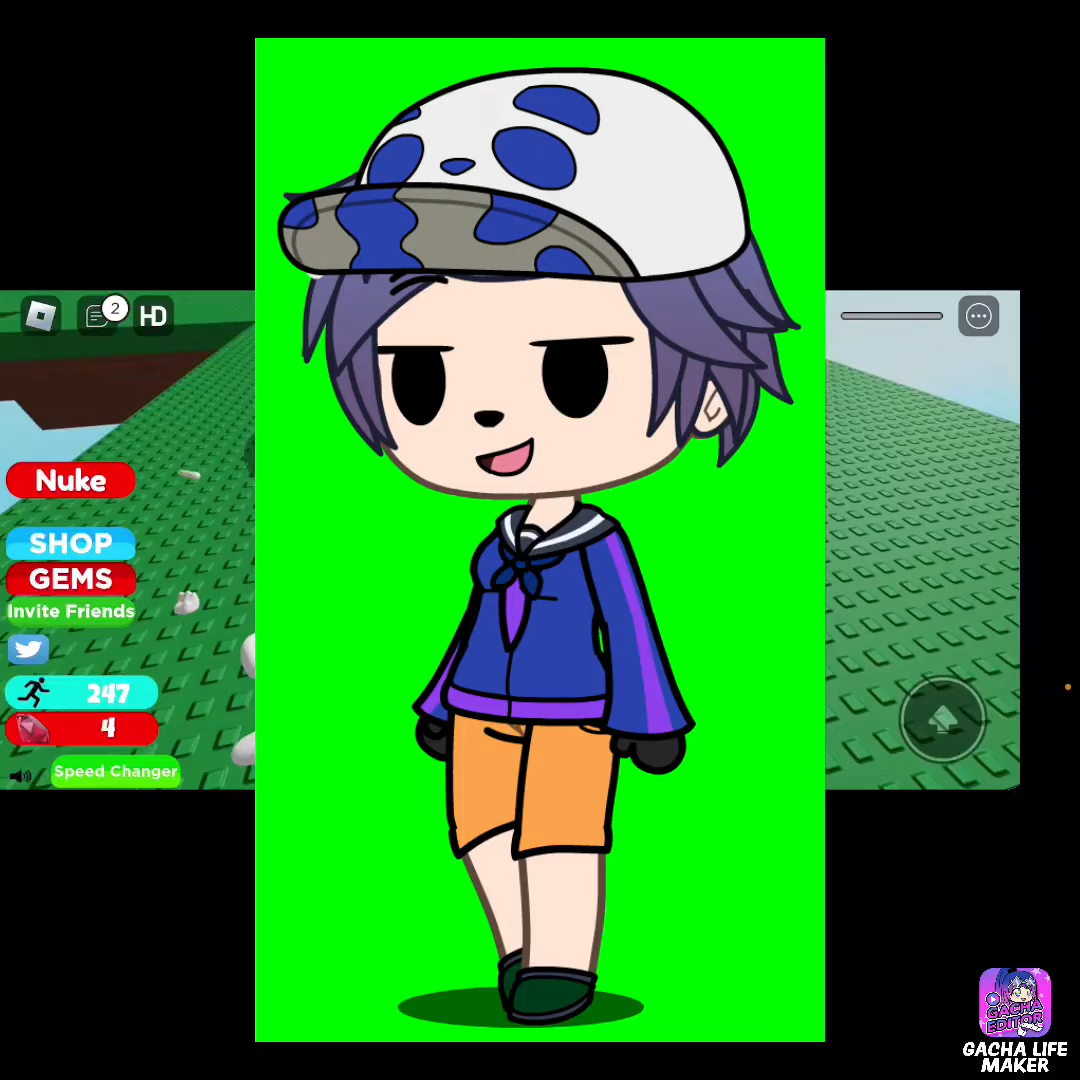 2
HD
Nuke
SHOP
GEMS
Invite Friends
247
4
Speed Changer
GACHA
EDITOR
GACHA LIFE
MAKER